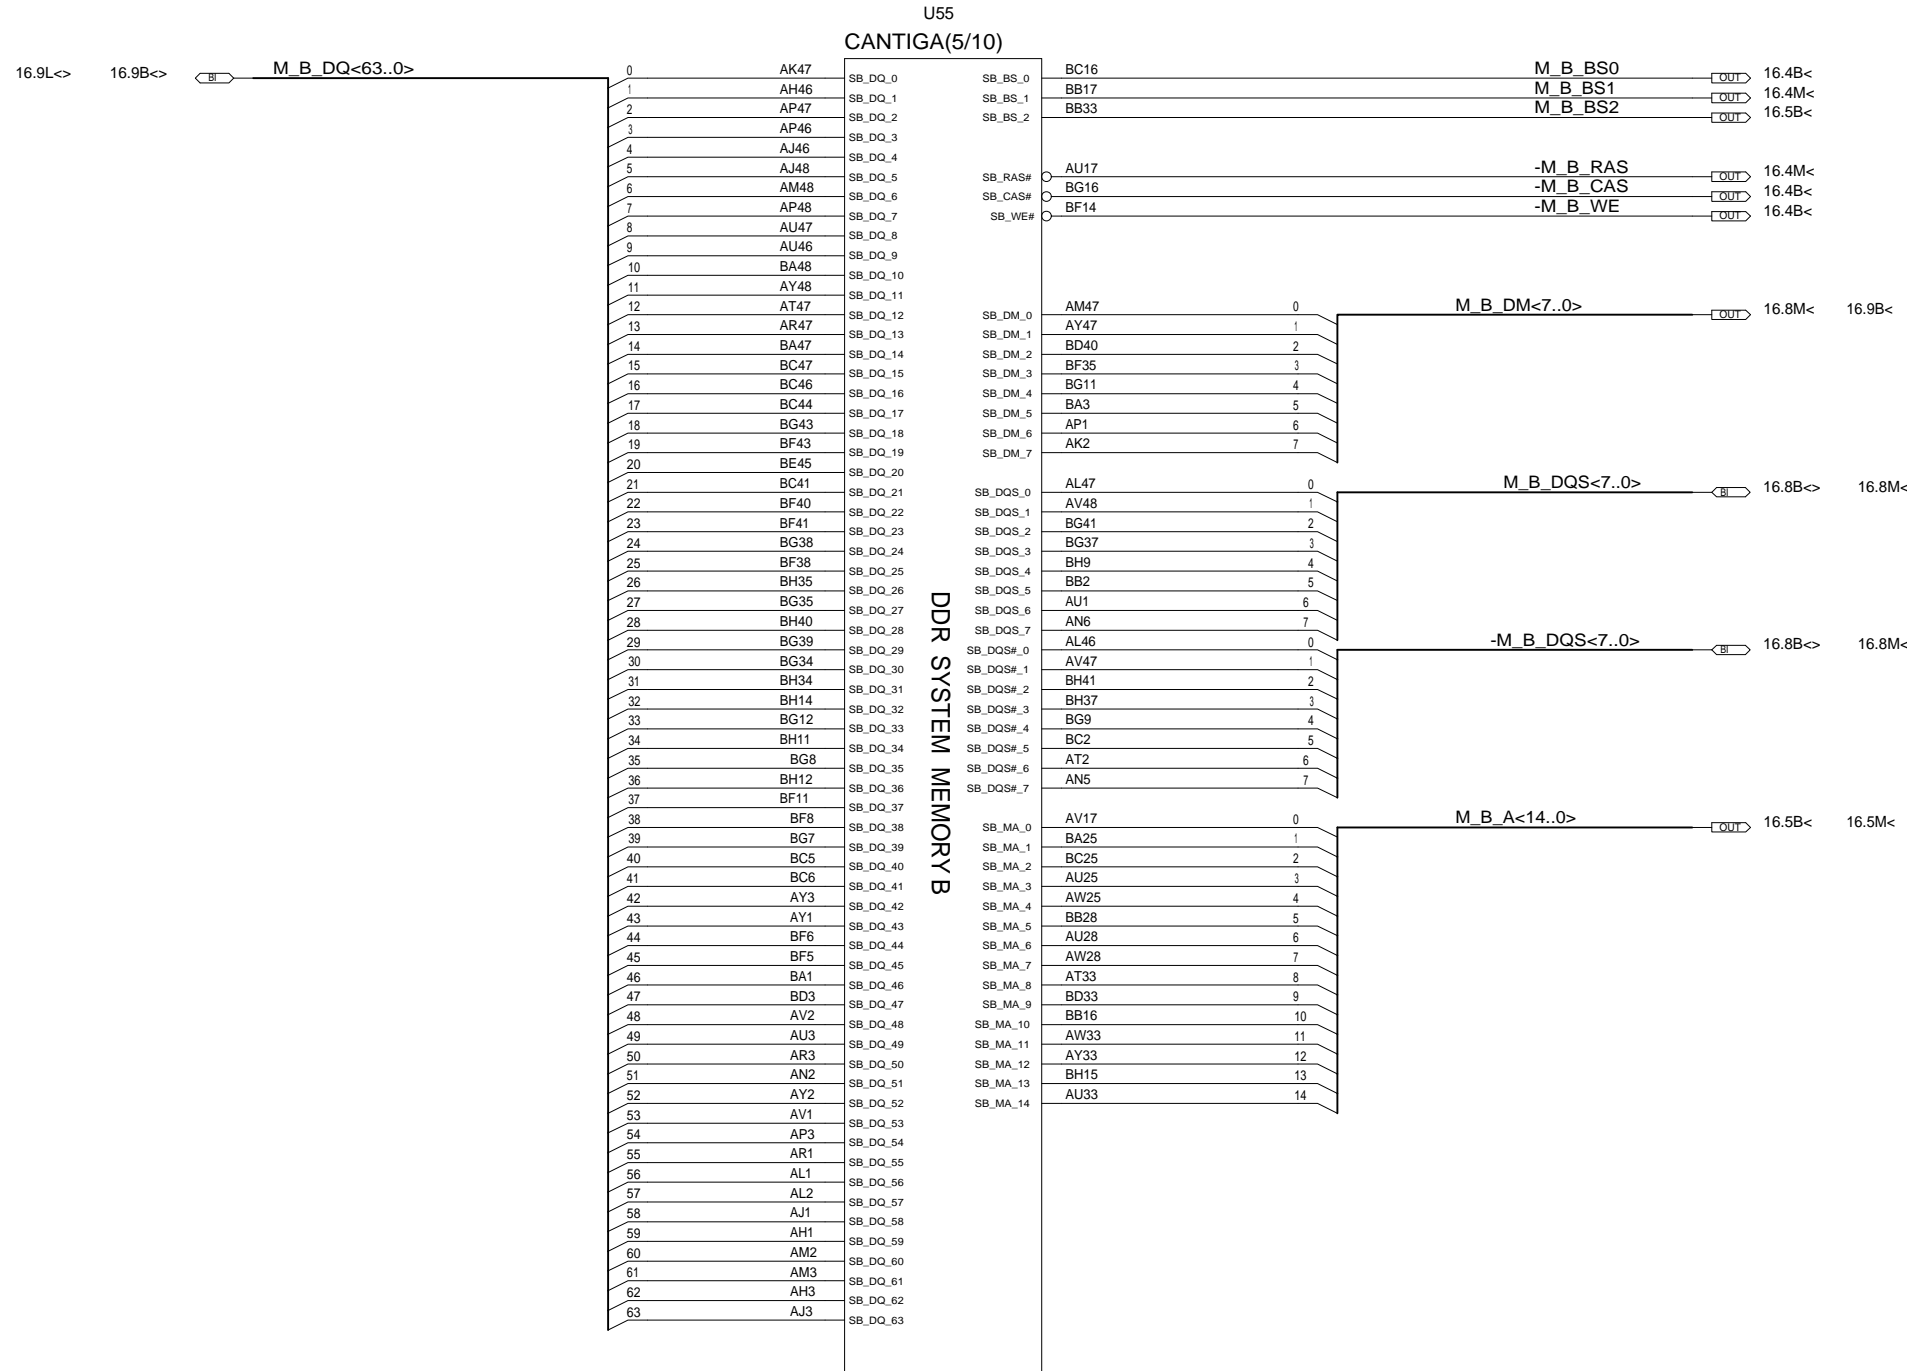 U55
CANTIGA(5/10)
16.9L<> 16.9B<> BI M_B_DQ<63..0>
0 AK47 SB_DQ_0 SB_BS_0 BC16 M_B_BS0 OUT 16.4B<
1 AH46 SB_DQ_1 SB_BS_1 BB17 M_B_BS1 OUT 16.4M<
2 AP47 SB_DQ_2 SB_BS_2 BB33 M_B_BS2 OUT 16.5B<
3 AP46 SB_DQ_3
4 AJ46 SB_DQ_4
5 AJ48 SB_DQ_5 SB_RAS# AU17 -M_B_RAS OUT 16.4M<
6 AM48 SB_DQ_6 SB_CAS# BG16 -M_B_CAS OUT 16.4B<
7 AP48 SB_DQ_7 SB_WE# BF14 -M_B_WE OUT 16.4B<
8 AU47 SB_DQ_8
9 AU46 SB_DQ_9
10 BA48 SB_DQ_10
11 AY48 SB_DQ_11
12 AT47 SB_DQ_12 SB_DM_0 AM47 0 M_B_DM<7..0> OUT 16.8M< 16.9B<
13 AR47 SB_DQ_13 SB_DM_1 AY47 1
14 BA47 SB_DQ_14 SB_DM_2 BD40 2
15 BC47 SB_DQ_15 SB_DM_3 BF35 3
16 BC46 SB_DQ_16 SB_DM_4 BG11 4
17 BC44 SB_DQ_17 SB_DM_5 BA3 5
18 BG43 SB_DQ_18 SB_DM_6 AP1 6
19 BF43 SB_DQ_19 SB_DM_7 AK2 7
20 BE45 SB_DQ_20
21 BC41 SB_DQ_21 SB_DQS_0 AL47 0 M_B_DQS<7..0> BI 16.8B<> 16.8M<
22 BF40 SB_DQ_22 SB_DQS_1 AV48 1
23 BF41 SB_DQ_23 SB_DQS_2 BG41 2
24 BG38 SB_DQ_24 SB_DQS_3 BG37 3
25 BF38 SB_DQ_25 SB_DQS_4 BH9 4
26 BH35 SB_DQ_26 SB_DQS_5 BB2 5
27 BG35 SB_DQ_27 SB_DQS_6 AU1 6
28 BH40 SB_DQ_28 SB_DQS_7 AN6 7
29 BG39 SB_DQ_29 SB_DQS#_0 AL46 0 -M_B_DQS<7..0> BI 16.8B<> 16.8M<
30 BG34 SB_DQ_30 SB_DQS#_1 AV47 1
31 BH34 SB_DQ_31 SB_DQS#_2 BH41 2
32 BH14 SB_DQ_32 SB_DQS#_3 BH37 3
33 BG12 SB_DQ_33 SB_DQS#_4 BG9 4
34 BH11 SB_DQ_34 SB_DQS#_5 BC2 5
35 BG8 SB_DQ_35 SB_DQS#_6 AT2 6
36 BH12 SB_DQ_36 SB_DQS#_7 AN5 7
37 BF11 SB_DQ_37
38 BF8 SB_DQ_38 SB_MA_0 AV17 0 M_B_A<14..0> OUT 16.5B< 16.5M<
39 BG7 SB_DQ_39 SB_MA_1 BA25 1
40 BC5 SB_DQ_40 SB_MA_2 BC25 2
41 BC6 SB_DQ_41 SB_MA_3 AU25 3
42 AY3 SB_DQ_42 SB_MA_4 AW25 4
43 AY1 SB_DQ_43 SB_MA_5 BB28 5
44 BF6 SB_DQ_44 SB_MA_6 AU28 6
45 BF5 SB_DQ_45 SB_MA_7 AW28 7
46 BA1 SB_DQ_46 SB_MA_8 AT33 8
47 BD3 SB_DQ_47 SB_MA_9 BD33 9
48 AV2 SB_DQ_48 SB_MA_10 BB16 10
49 AU3 SB_DQ_49 SB_MA_11 AW33 11
50 AR3 SB_DQ_50 SB_MA_12 AY33 12
51 AN2 SB_DQ_51 SB_MA_13 BH15 13
52 AY2 SB_DQ_52 SB_MA_14 AU33 14
53 AV1 SB_DQ_53
54 AP3 SB_DQ_54
55 AR1 SB_DQ_55
56 AL1 SB_DQ_56
57 AL2 SB_DQ_57
58 AJ1 SB_DQ_58
59 AH1 SB_DQ_59
60 AM2 SB_DQ_60
61 AM3 SB_DQ_61
62 AH3 SB_DQ_62
63 AJ3 SB_DQ_63
DDR SYSTEM MEMORY B